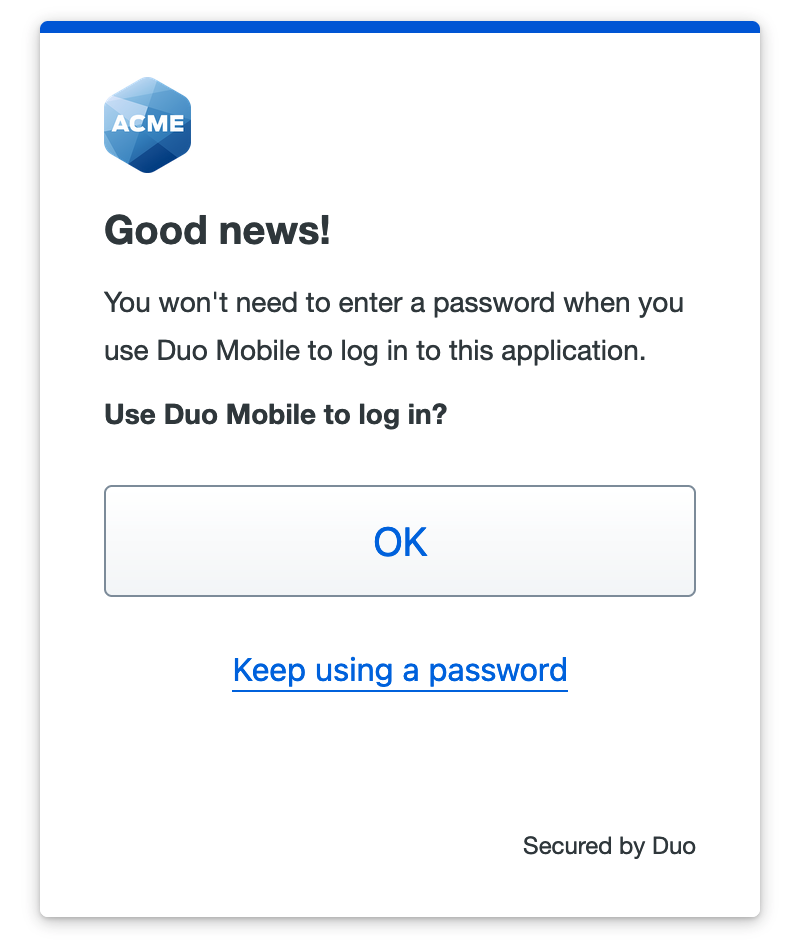 ACME
Good news!
You won't need to enter a password when you
use Duo Mobile to log in to this application.
Use Duo Mobile to log in?
OK
Keep using a password
Secured by Duo